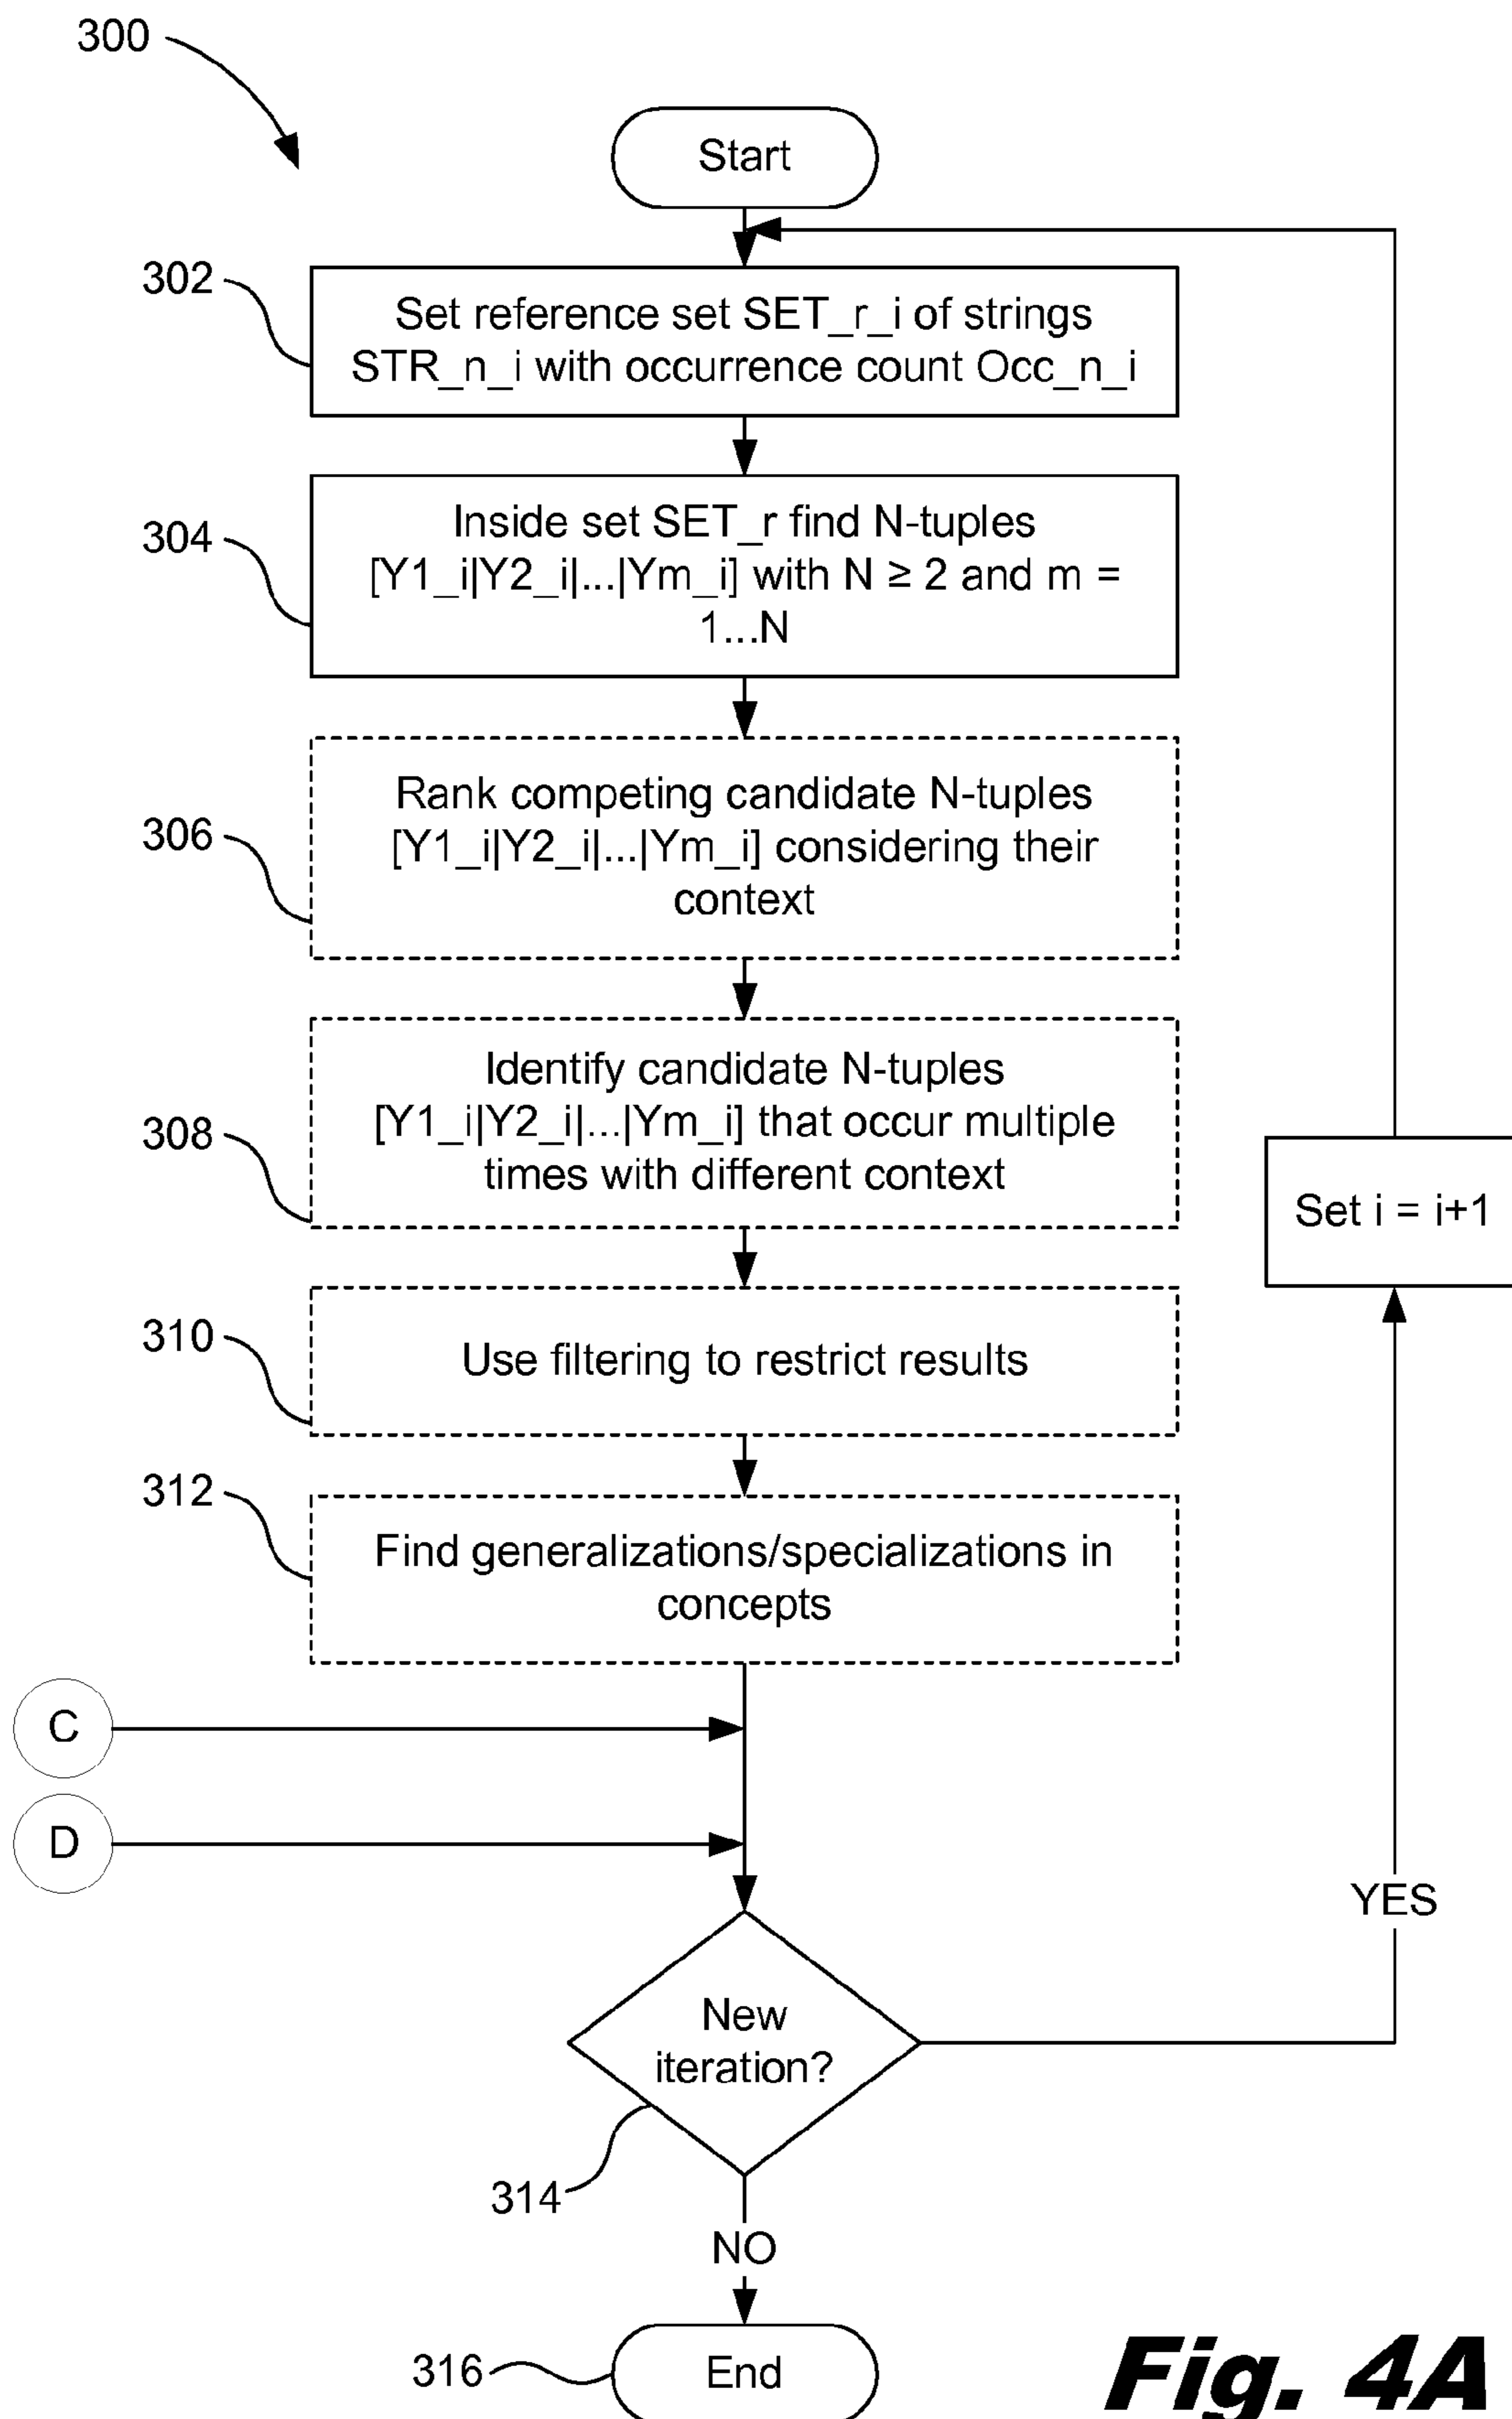 300
Start
302
Set reference set SET_r_i of strings
STR_n_i with occurrence count Occ_n_i
304
Inside set SET_r find N-tuples
[Y1_i|Y2_i|...|Ym_i] with N ≥ 2 and m =
1...N
306
Rank competing candidate N-tuples
[Y1_i|Y2_i|...|Ym_i] considering their
context
308
Identify candidate N-tuples
[Y1_i|Y2_i|...|Ym_i] that occur multiple
times with different context
Set i = i+1
310
Use filtering to restrict results
312
Find generalizations/specializations in
concepts
C
D
YES
New
iteration?
314
NO
316
End
Fig. 4A